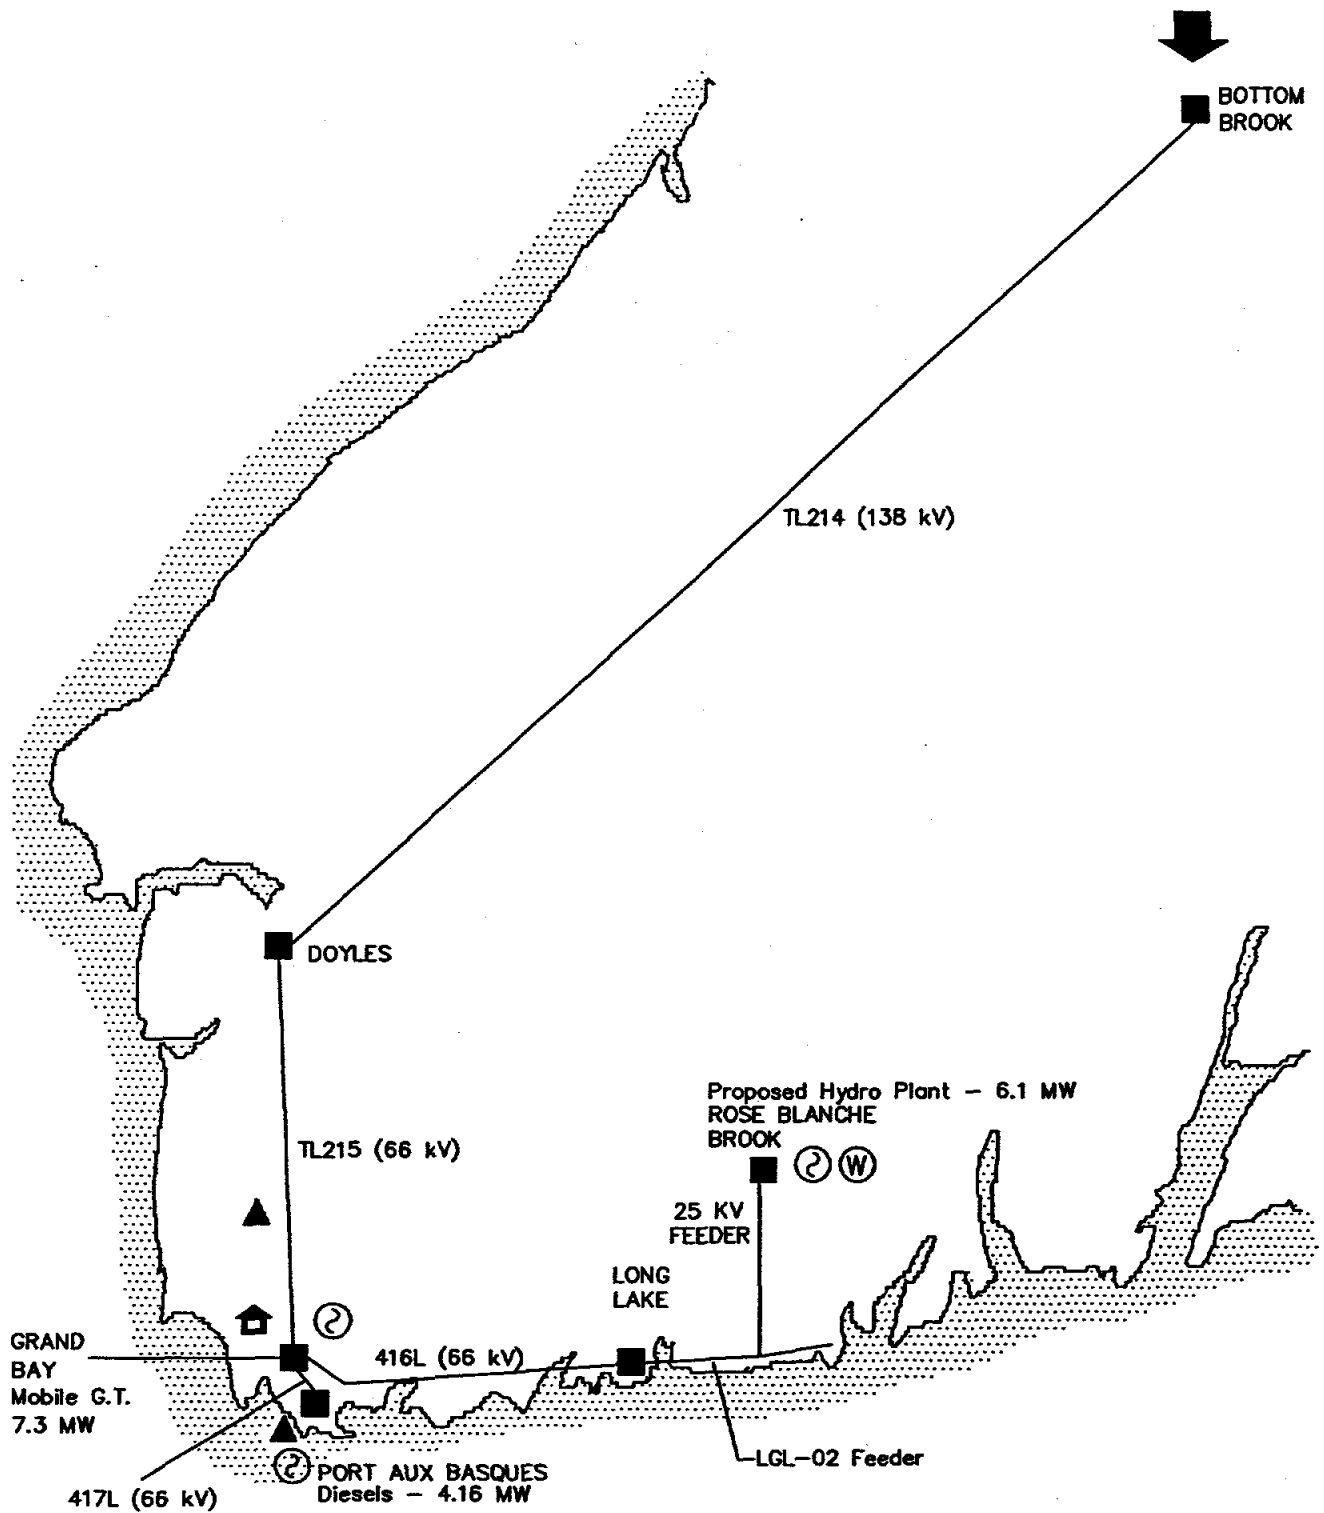 BOTTOM
BROOK
TL214 (138 kV)
DOYLES
Proposed Hydro Plant – 6.1 MW
ROSE BLANCHE
BROOK
W
TL215 (66 kV)
25 KV
FEEDER
LONG
LAKE
GRAND
BAY
Mobile G.T.
7.3 MW
416L (66 kV)
LGL–02 Feeder
PORT AUX BASQUES
Diesels – 4.16 MW
417L (66 kV)